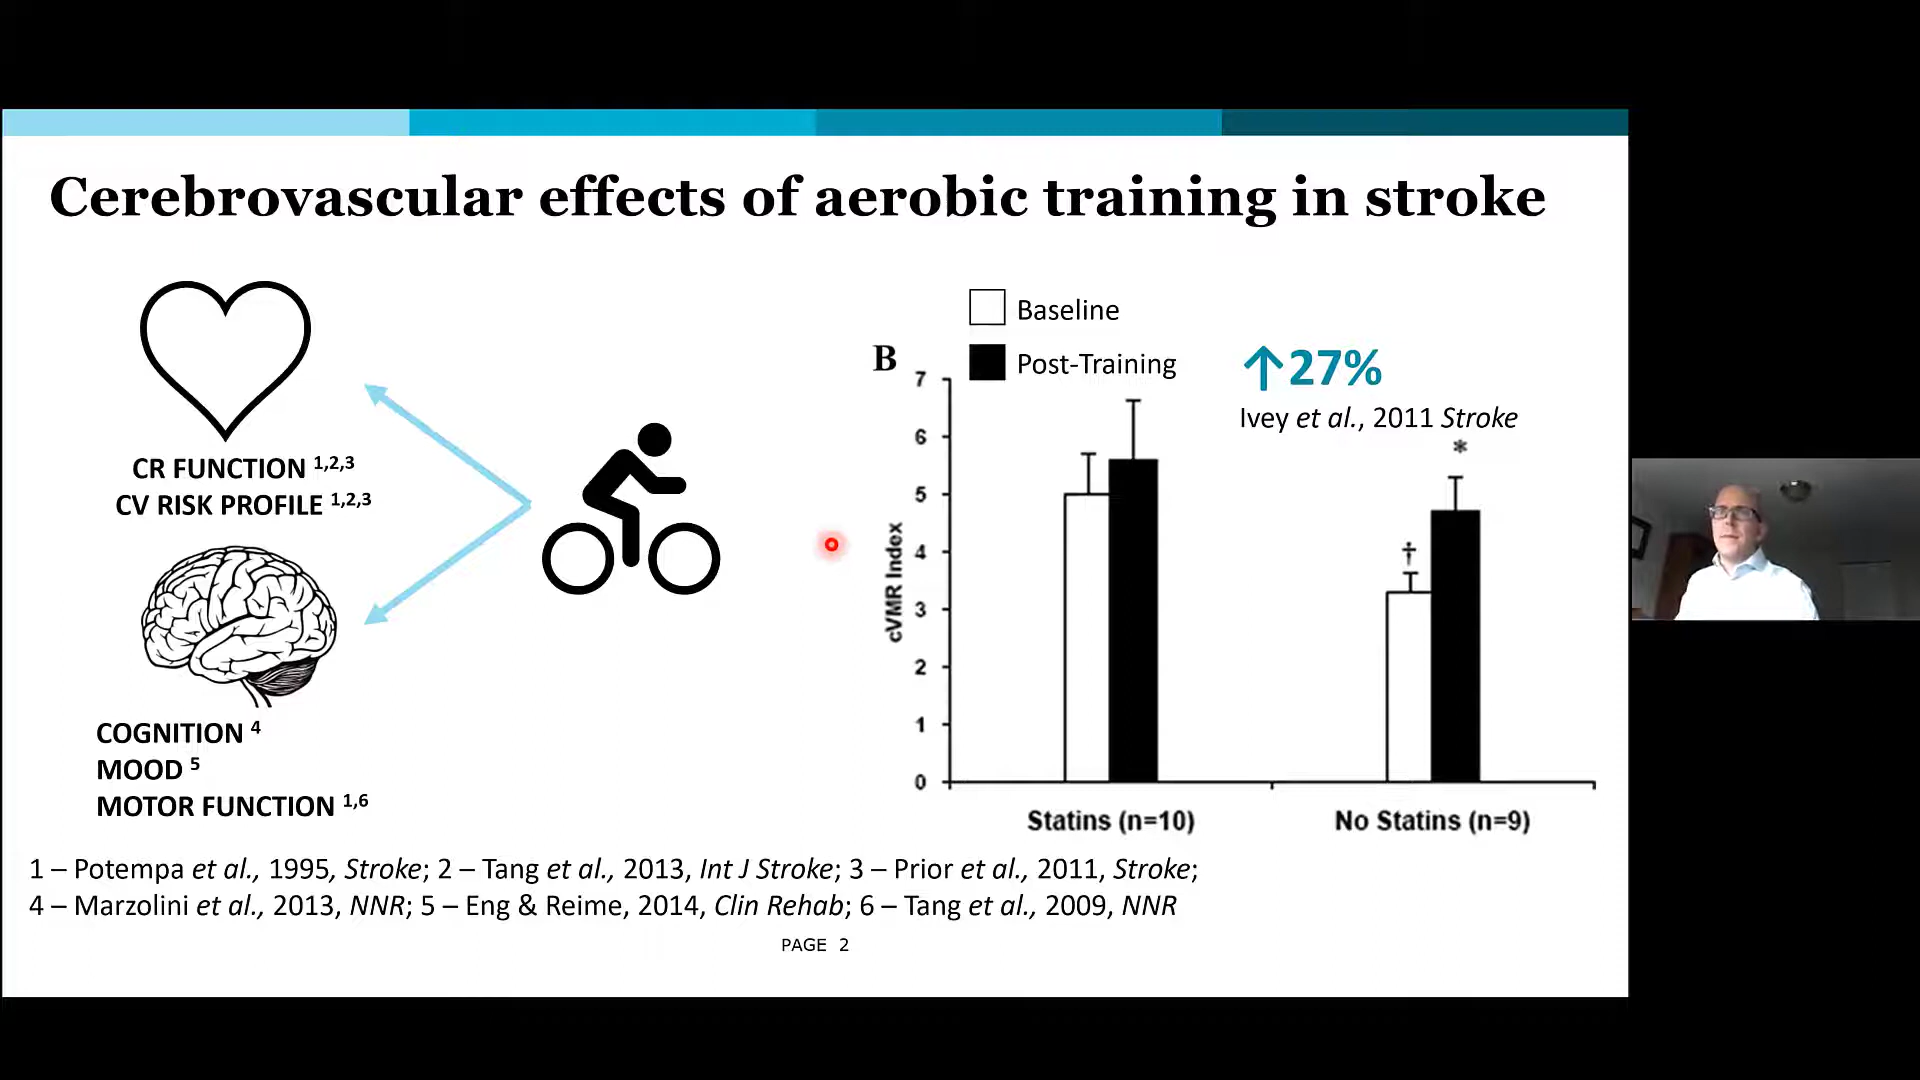 Cerebrovascular effects of aerobic training in stroke
CR FUNCTION 1,2,3
CV RISK PROFILE 1,2,3
COGNITION 4
MOOD 5
MOTOR FUNCTION 1,6
Baseline
Post-Training
B
↑27%
Ivey et al., 2011 Stroke
cVMR Index
7
6
5
4
3
2
1
0
*
†
Statins (n=10)
No Statins (n=9)
1 – Potempa et al., 1995, Stroke; 2 – Tang et al., 2013, Int J Stroke; 3 – Prior et al., 2011, Stroke;
4 – Marzolini et al., 2013, NNR; 5 – Eng & Reime, 2014, Clin Rehab; 6 – Tang et al., 2009, NNR
PAGE 2